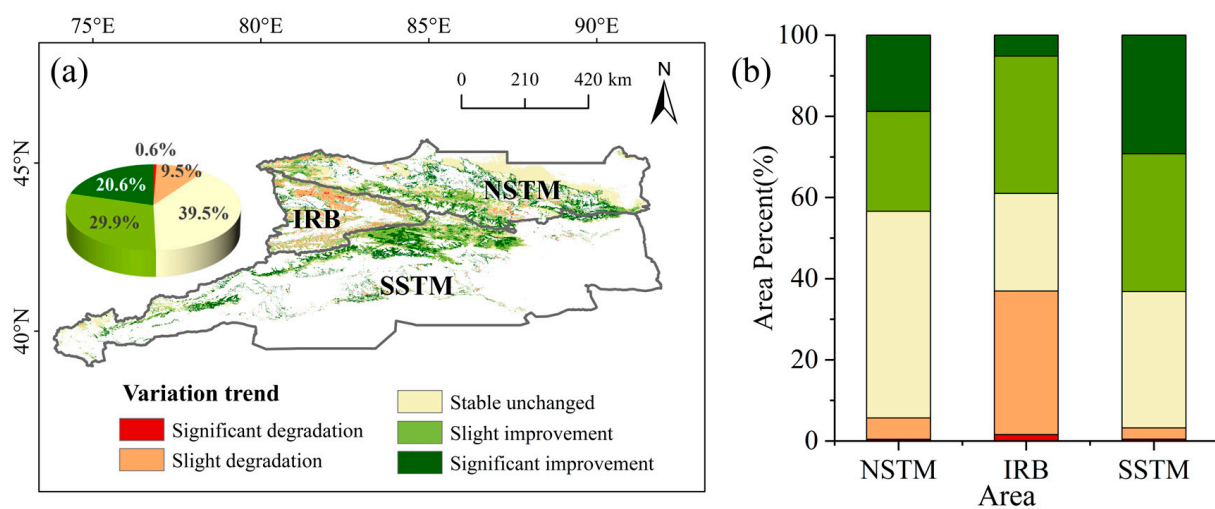 75°E 80°E 85°E 90°E
(a)
0 210 420 km
N
45°N
40°N
0.6%
9.5%
20.6%
39.5%
29.9%
NSTM
IRB
SSTM
Variation trend
Significant degradation
Slight degradation
Stable unchanged
Slight improvement
Significant improvement
(b)
Area Percent(%)
100
80
60
40
20
0
NSTM IRB SSTM
Area